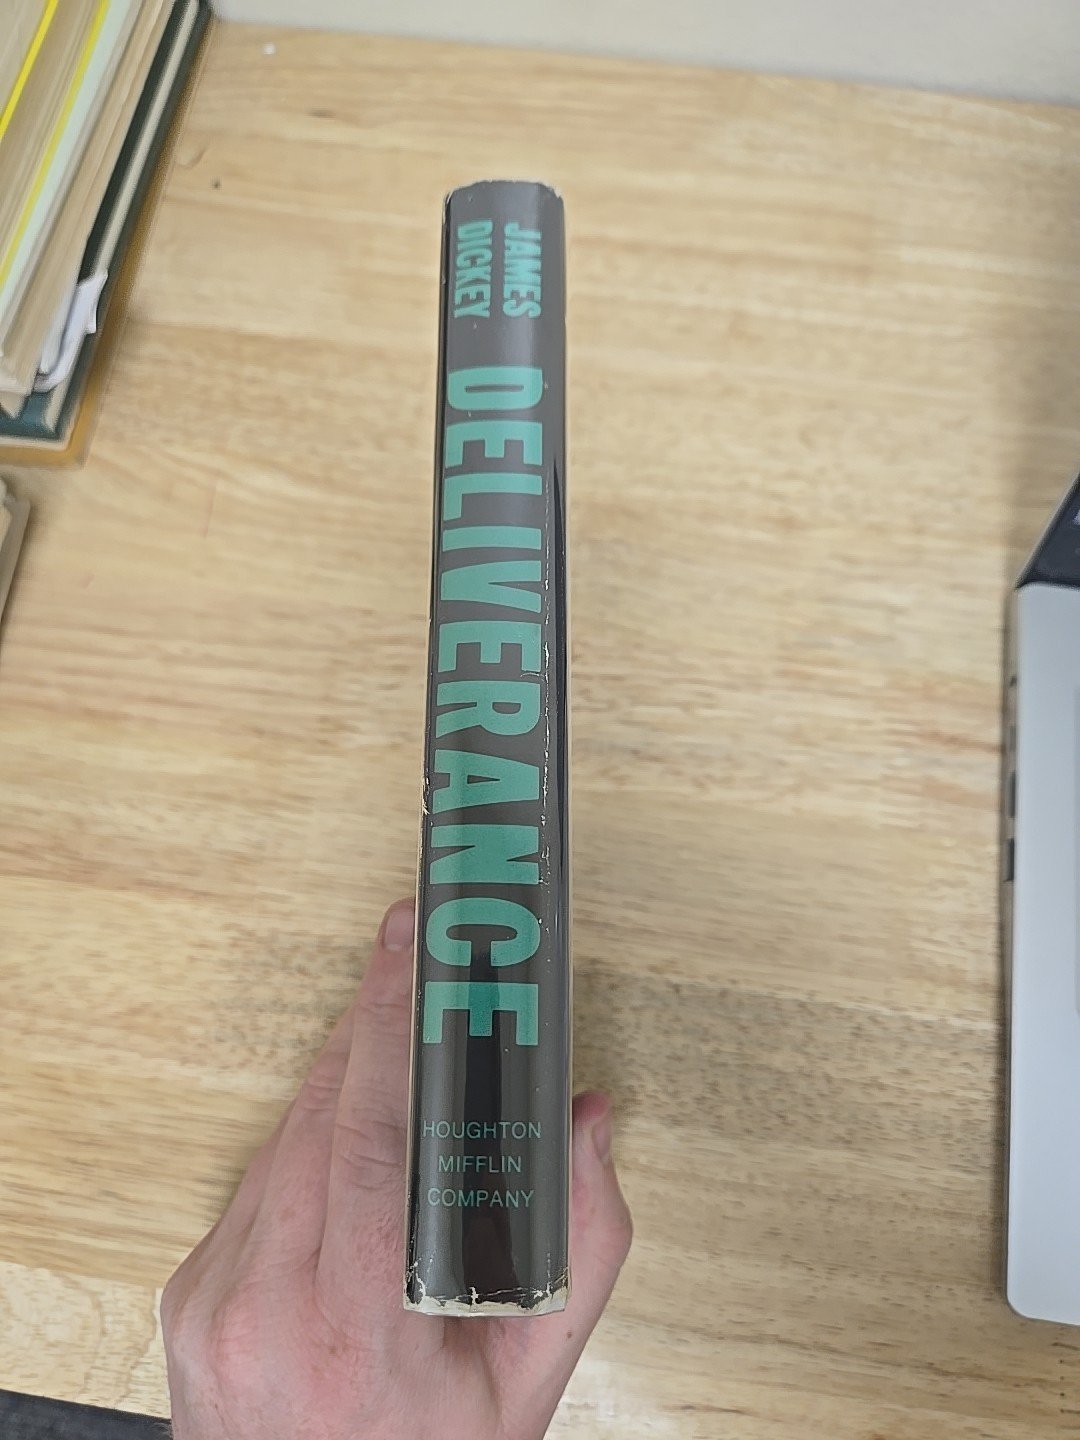 JAMES
DICKEY
DELIVERANCE
HOUGHTON
MIFFLIN
COMPANY